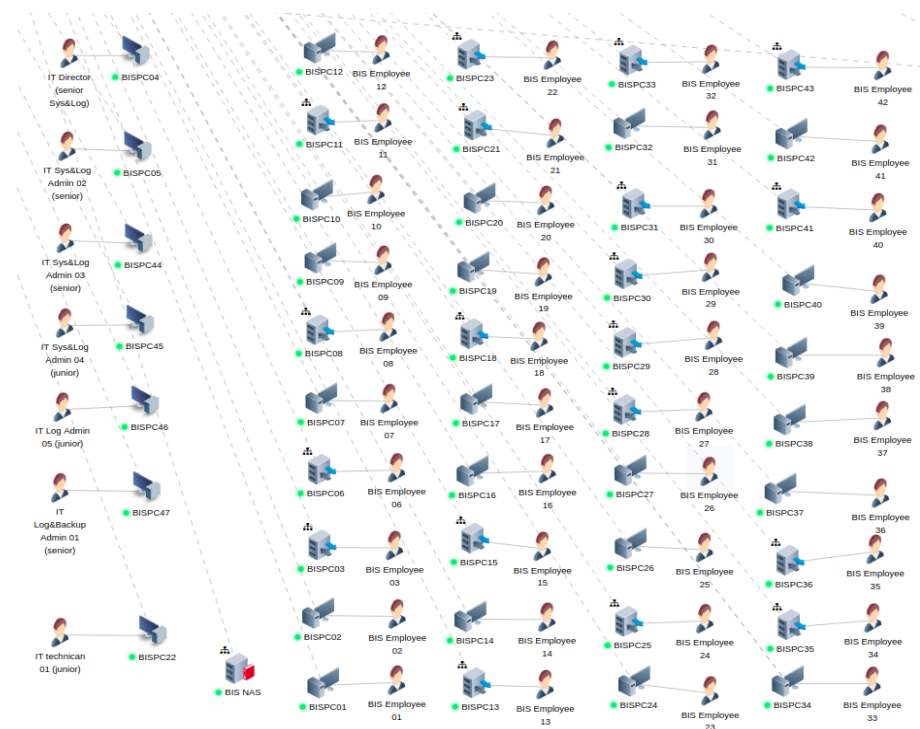 IT Director
(senior
Sys&Log)
BISPC04
IT Sys&Log
Admin 02
(senior)
BISPC05
IT Sys&Log
Admin 03
(senior)
BISPC44
IT Sys&Log
Admin 04
(junior)
BISPC45
IT Log Admin
05 (junior)
BISPC46
IT
Log&Backup
Admin 01
(senior)
BISPC47
IT technican
01 (junior)
BISPC22
BIS NAS
BISPC12
BIS Employee
12
BISPC11
BIS Employee
11
BISPC10
BIS Employee
10
BISPC09
BIS Employee
09
BISPC08
BIS Employee
08
BISPC07
BIS Employee
07
BISPC06
BIS Employee
06
BISPC03
BIS Employee
03
BISPC02
BIS Employee
02
BISPC01
BIS Employee
01
BISPC23
BIS Employee
22
BISPC21
BIS Employee
21
BISPC20
BIS Employee
20
BISPC19
BIS Employee
19
BISPC18
BIS Employee
18
BISPC17
BIS Employee
17
BISPC16
BIS Employee
16
BISPC15
BIS Employee
15
BISPC14
BIS Employee
14
BISPC13
BIS Employee
13
BISPC33
BIS Employee
32
BISPC32
BIS Employee
31
BISPC31
BIS Employee
30
BISPC30
BIS Employee
29
BISPC29
BIS Employee
28
BISPC28
BIS Employee
27
BISPC27
BIS Employee
26
BISPC26
BIS Employee
25
BISPC25
BIS Employee
24
BISPC24
BIS Employee
23
BISPC43
BIS Employee
42
BISPC42
BIS Employee
41
BISPC41
BIS Employee
40
BISPC40
BIS Employee
39
BISPC39
BIS Employee
38
BISPC38
BIS Employee
37
BISPC37
BIS Employee
36
BISPC36
BIS Employee
35
BISPC35
BIS Employee
34
BISPC34
BIS Employee
33